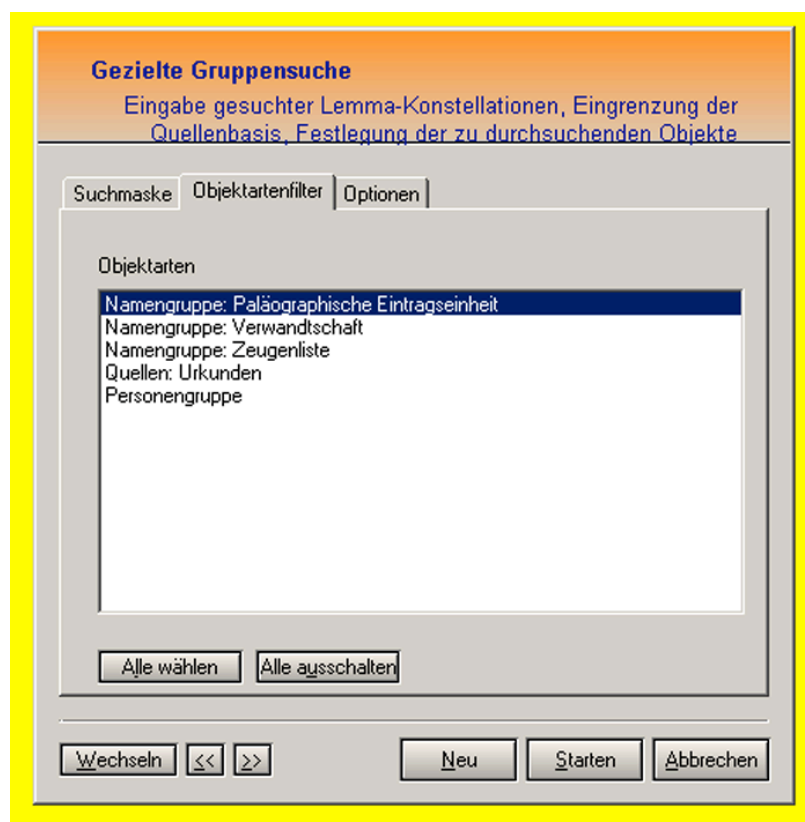 Gezielte Gruppensuche
Eingabe gesuchter Lemma-Konstellationen, Eingrenzung der
Quellenbasis, Festlegung der zu durchsuchenden Objekte
Suchmaske Objektartenfilter Optionen
Objektarten
Namengruppe: Paläographische Eintragseinheit
Namengruppe: Verwandtschaft
Namengruppe: Zeugenliste
Quellen: Urkunden
Personengruppe
Alle wählen Alle ausschalten
Wechseln << >> Neu Starten Abbrechen